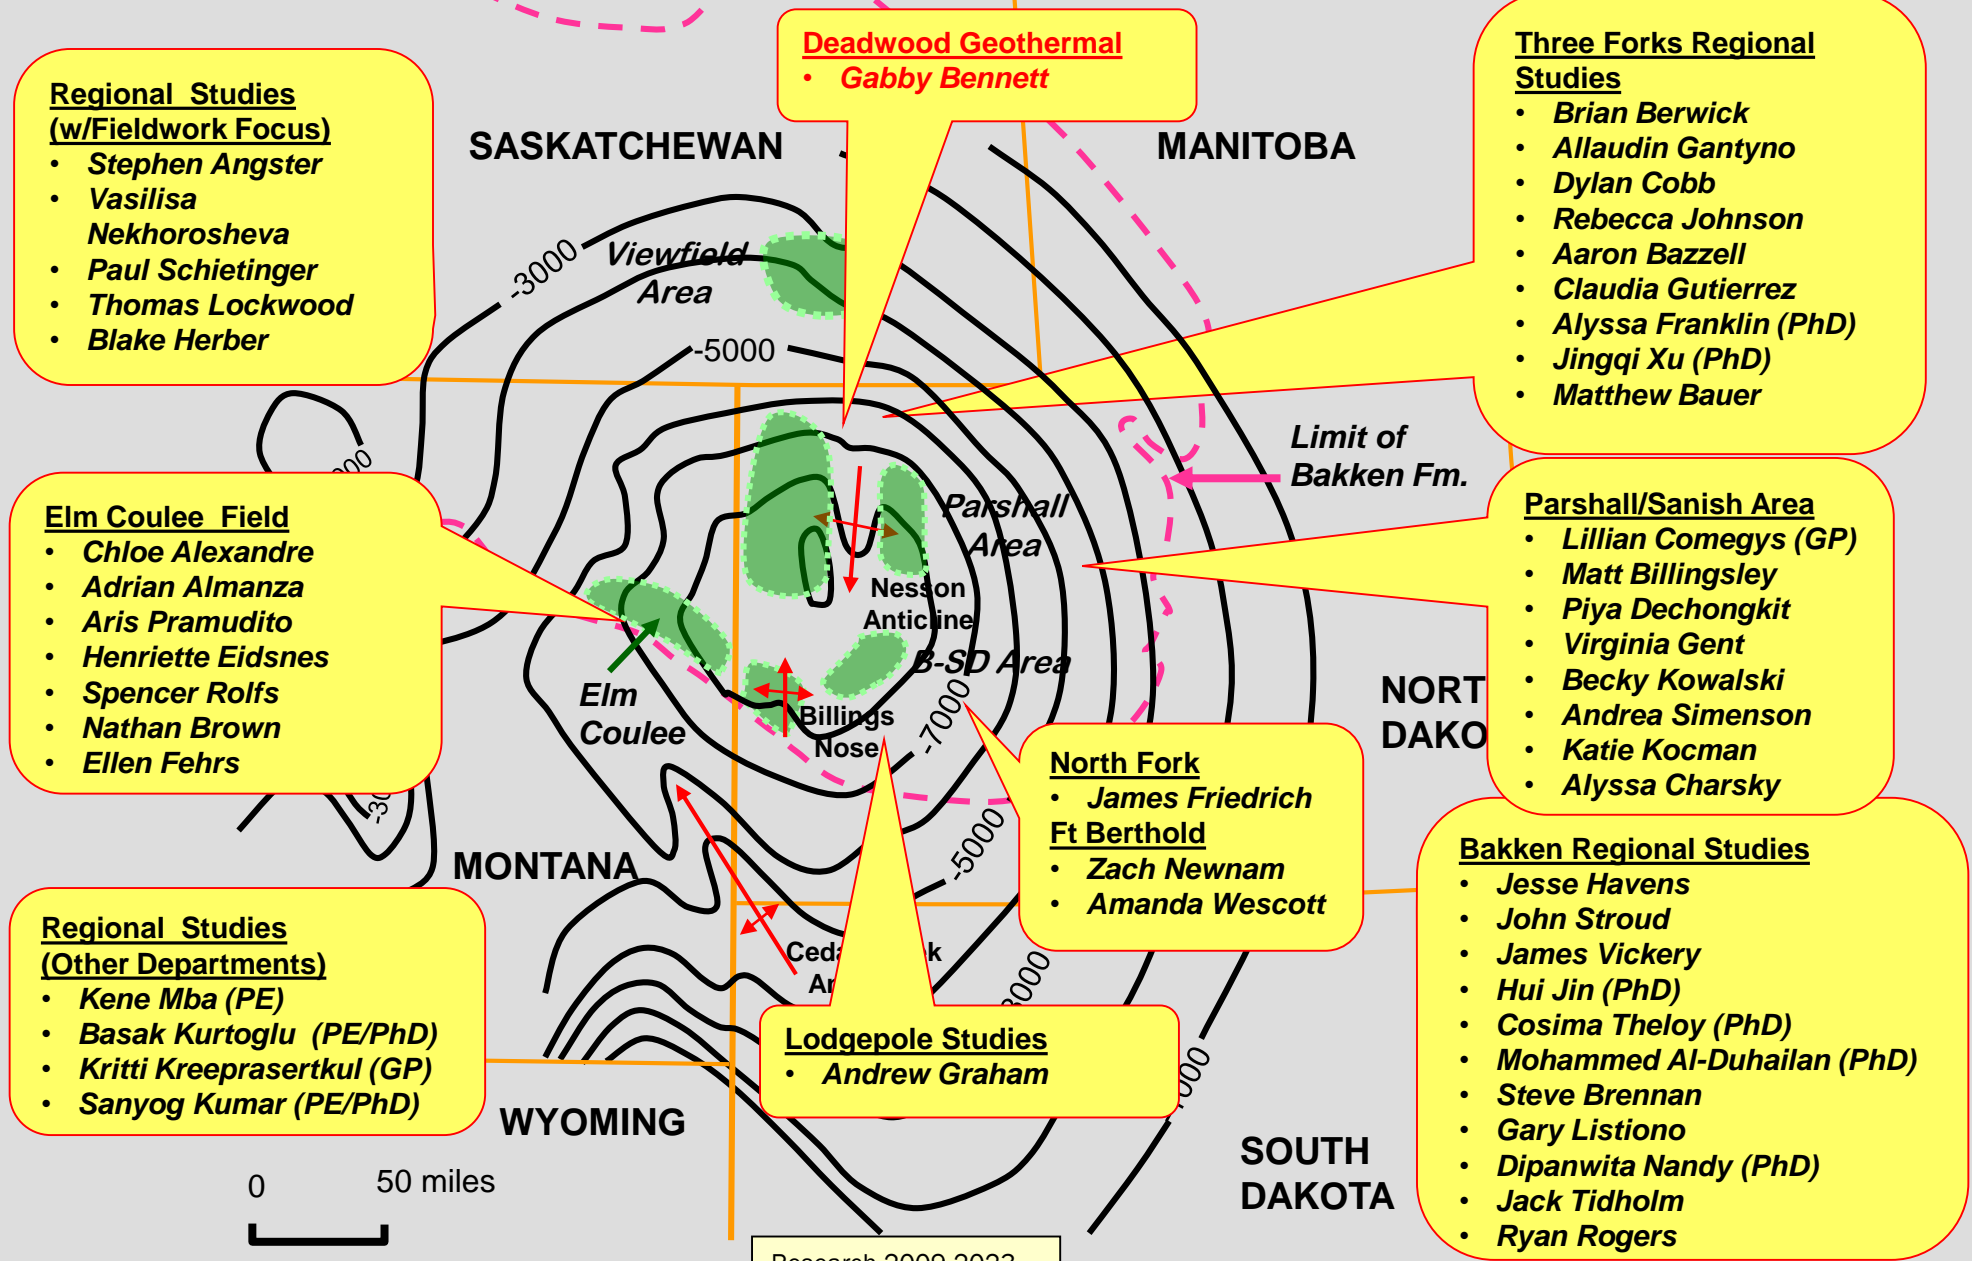 Deadwood Geothermal
• Gabby Bennett
Three Forks Regional
Studies
• Brian Berwick
• Allaudin Gantyno
• Dylan Cobb
• Rebecca Johnson
• Aaron Bazzell
• Claudia Gutierrez
• Alyssa Franklin (PhD)
• Jingqi Xu (PhD)
• Matthew Bauer
Regional Studies
(w/Fieldwork Focus)
• Stephen Angster
• Vasilisa
Nekhorosheva
• Paul Schietinger
• Thomas Lockwood
• Blake Herber
SASKATCHEWAN
MANITOBA
-3000
Viewfield
Area
-5000
Limit of
Bakken Fm.
Parshall
Area
Nesson
Anticline
B-SD Area
Elm
Coulee
Billings
Nose
-7000
Elm Coulee Field
• Chloe Alexandre
• Adrian Almanza
• Aris Pramudito
• Henriette Eidsnes
• Spencer Rolfs
• Nathan Brown
• Ellen Fehrs
Parshall/Sanish Area
• Lillian Comegys (GP)
• Matt Billingsley
• Piya Dechongkit
• Virginia Gent
• Becky Kowalski
• Andrea Simenson
• Katie Kocman
• Alyssa Charsky
NORT
DAKO
North Fork
• James Friedrich
Ft Berthold
• Zach Newnam
• Amanda Wescott
-5000
MONTANA
Regional Studies
(Other Departments)
• Kene Mba (PE)
• Basak Kurtoglu (PE/PhD)
• Kritti Kreeprasertkul (GP)
• Sanyog Kumar (PE/PhD)
Bakken Regional Studies
• Jesse Havens
• John Stroud
• James Vickery
• Hui Jin (PhD)
• Cosima Theloy (PhD)
• Mohammed Al-Duhailan (PhD)
• Steve Brennan
• Gary Listiono
• Dipanwita Nandy (PhD)
• Jack Tidholm
• Ryan Rogers
Lodgepole Studies
• Andrew Graham
WYOMING
SOUTH
DAKOTA
0 50 miles
Research 2009-2023